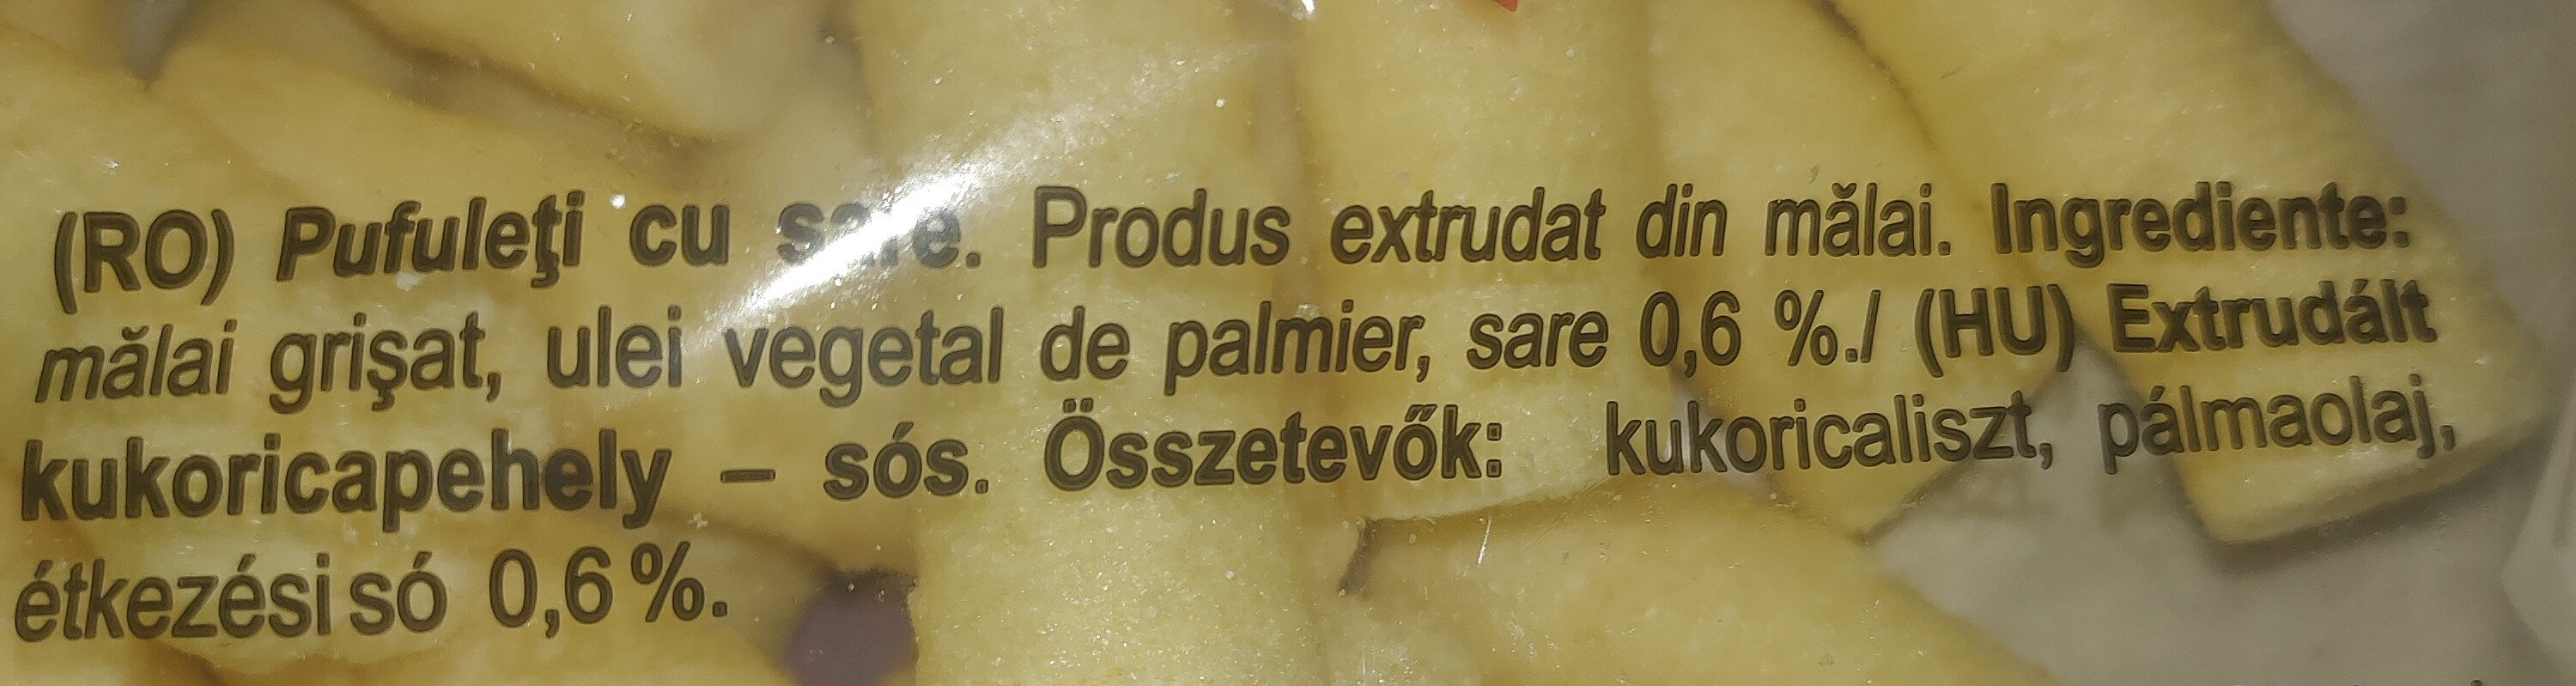 (RO) Pufuleţi cu sare. Produs extrudat din mălai. Ingrediente:
mălai grişat, ulei vegetal de palmier, sare 0,6 %./ (HU) Extrudált
kukoricapehely – sós. Összetevők: kukoricaliszt, pálmaolaj,
étkezési só 0,6%.